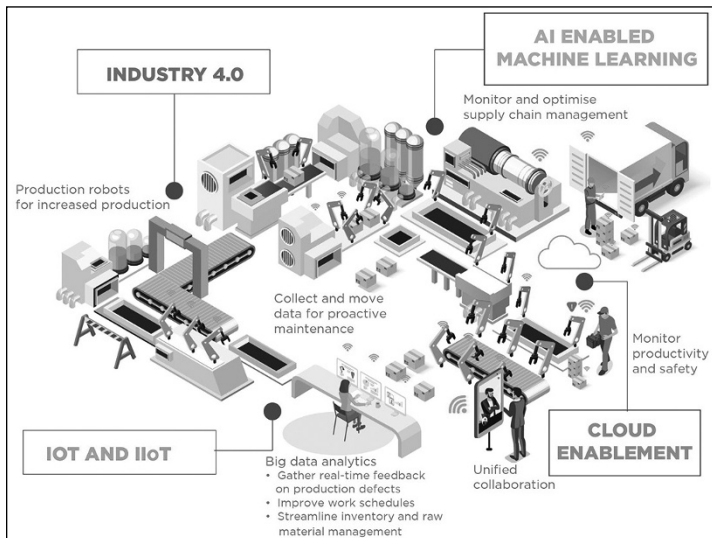 AI ENABLED
MACHINE LEARNING
INDUSTRY 4.0
Monitor and optimise
supply chain management
Production robots
for increased production
Collect and move
data for proactive
maintenance
Monitor
productivity
and safety
IOT AND IIoT
CLOUD
ENABLEMENT
Big data analytics
• Gather real-time feedback
on production defects
• Improve work schedules
• Streamline inventory and raw
material management
Unified
collaboration